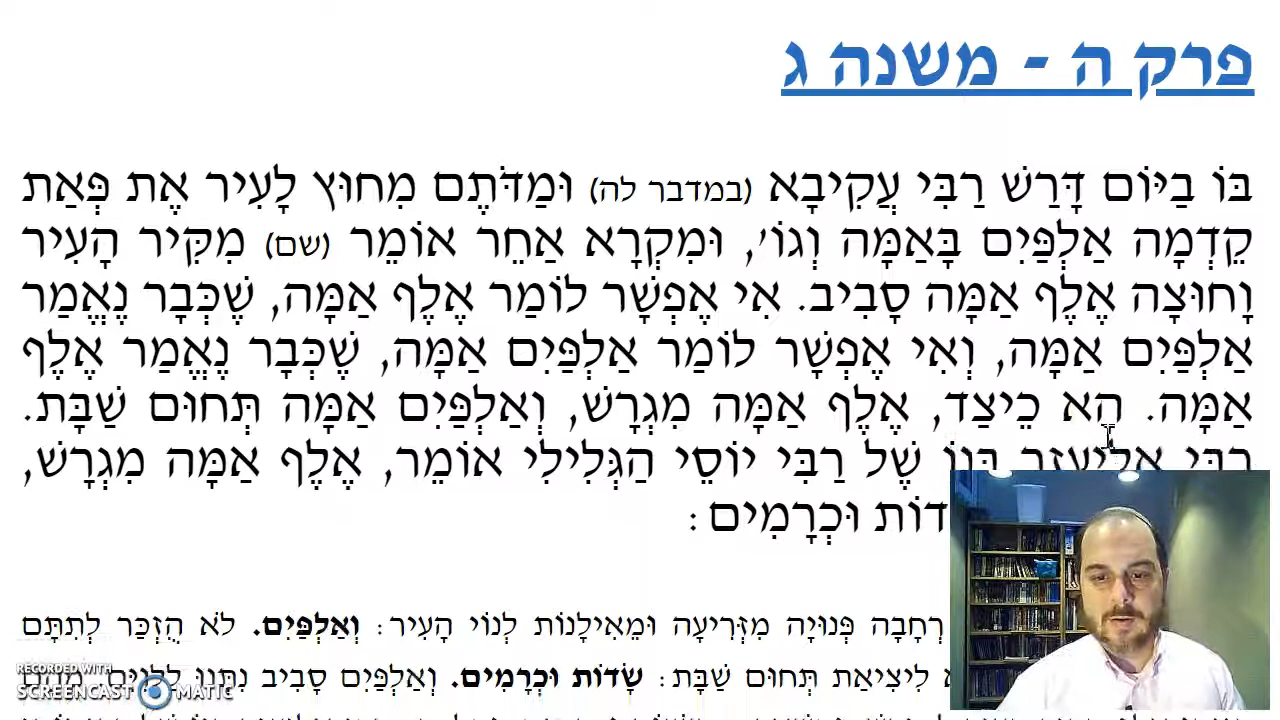 פרק ה - משנה ג
בּוֹ בַיּוֹם דָּרַשׁ רַבִּי עֲקִיבָא (במדבר לה) וּמַדֹּתֶם מִחוּץ לָעִיר אֶת פְּאַת
קֵדְמָה אַלְפַּיִם בָּאַמָּה וְגוֹ', וּמִקְרָא אַחֵר אוֹמֵר (שם) מִקִּיר הָעִיר
וָחוּצָה אֶלֶף אַמָּה סָבִיב. אִי אֶפְשָׁר לוֹמַר אֶלֶף אַמָּה, שֶׁכְּבָר נֶאֱמַר
אַלְפַּיִם אַמָּה, וְאִי אֶפְשָׁר לוֹמַר אַלְפַּיִם אַמָּה, שֶׁכְּבָר נֶאֱמַר אֶלֶף
אַמָּה. הָא כֵיצַד, אֶלֶף אַמָּה מִגְרָשׁ, וְאַלְפַּיִם אַמָּה תְּחוּם שַׁבָּת.
רַבִּי אֱלִיעֶזֶר בְּנוֹ שֶׁל רַבִּי יוֹסֵי הַגְּלִילִי אוֹמֵר, אֶלֶף אַמָּה מִגְרָשׁ,
וּכְרָמִים:
רְחָבָה פְּנוּיָה מִזְּרִיעָה וּמֵאִילָנוֹת לְנוֹי הָעִיר: וְאַלְפַּיִם. לֹא הֻזְכַּר לְתִתָּם
לִיצִיאַת תְּחוּם שַׁבָּת: שָׂדוֹת וּכְרָמִים. וְאַלְפַּיִם סָבִיב נִתְּנוּ לַלְוִיִּם,
RECORDED WITH
SCREENCAST MATIC